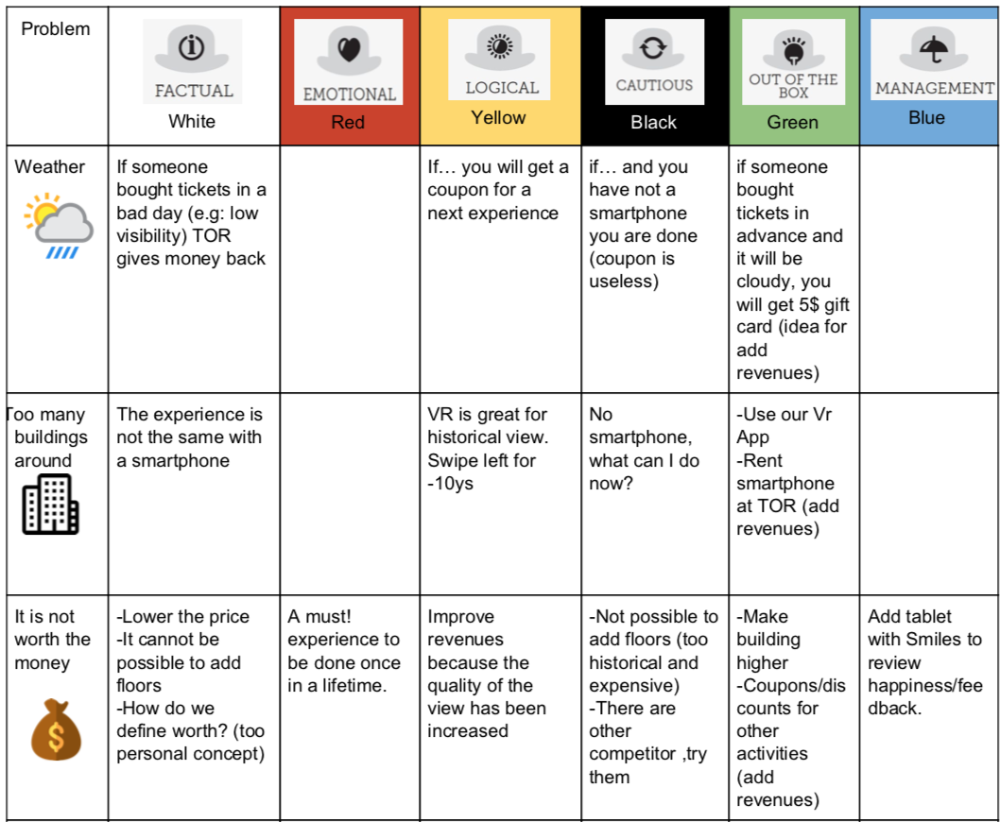 Problem
FACTUAL
White
EMOTIONAL
Red
LOGICAL
Yellow
CAUTIOUS
Black
OUT OF THE
BOX
Green
MANAGEMENT
Blue
Weather
If someone
bought tickets in a
bad day (e.g: low
visibility) TOR
gives money back
If... you will get a
coupon for a
next experience
if... and you
have not a
smartphone
you are done
(coupon is
useless)
if someone
bought
tickets in
advance and
it will be
cloudy, you
will get 5$ gift
card (idea for
add
revenues)
Too many
buildings
around
The experience is
not the same with
a smartphone
VR is great for
historical view.
Swipe left for
-10ys
No
smartphone,
what can I do
now?
-Use our Vr
App
-Rent
smartphone
at TOR (add
revenues)
It is not
worth the
money
$
-Lower the price
-It cannot be
possible to add
floors
-How do we
define worth? (too
personal concept)
A must!
experience to
be done once
in a lifetime.
Improve
revenues
because the
quality of the
view has been
increased
-Not possible to
add floors (too
historical and
expensive)
-There are
other
competitor ,try
them
-Make
building
higher
-Coupons/dis
counts for
other
activities
(add
revenues)
Add tablet
with Smiles to
review
happiness/fee
dback.